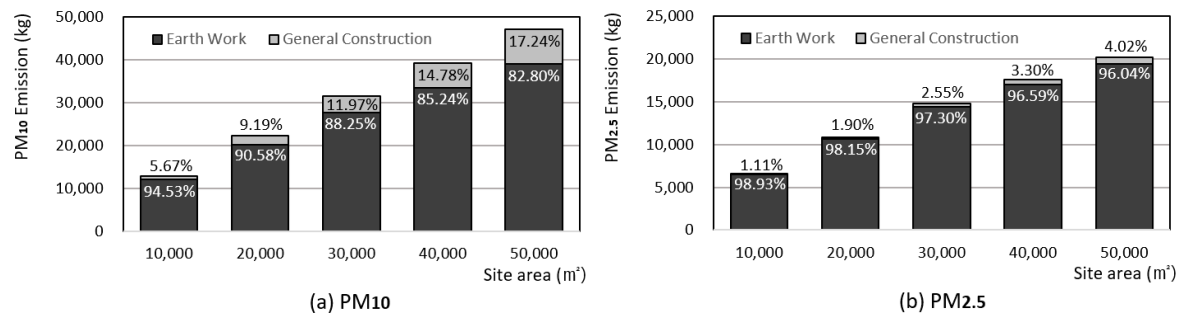 PM10 Emission (kg)
50,000
40,000
30,000
20,000
10,000
0
Earth Work
General Construction
5.67%
94.53%
9.19%
90.58%
11.97%
88.25%
14.78%
85.24%
17.24%
82.80%
10,000 20,000 30,000 40,000 50,000
Site area (㎡)
(a) PM10
PM2.5 Emission (kg)
25,000
20,000
15,000
10,000
5,000
0
Earth Work
General Construction
1.11%
98.93%
1.90%
98.15%
2.55%
97.30%
3.30%
96.59%
4.02%
96.04%
10,000 20,000 30,000 40,000 50,000
Site area (㎡)
(b) PM2.5